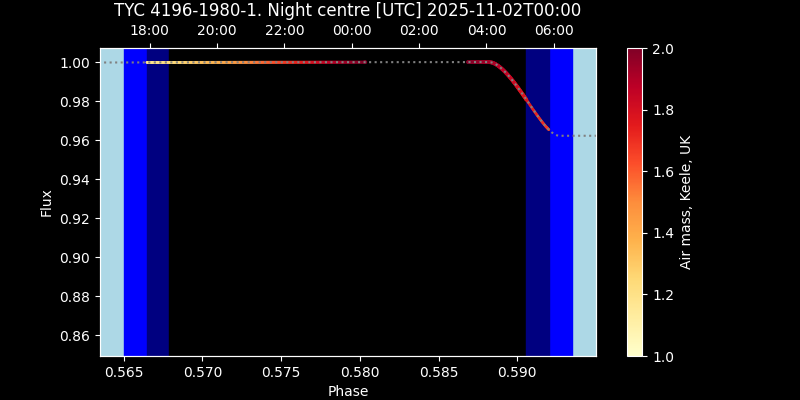 TYC 4196-1980-1. Night centre [UTC] 2025-11-02T00:00
18:00 20:00 22:00 00:00 02:00 04:00 06:00
1.00
0.98
0.96
0.94
0.92
0.90
0.88
0.86
Flux
0.565 0.570 0.575 0.580 0.585 0.590
Phase
2.0
1.8
1.6
1.4
1.2
1.0
Air mass, Keele, UK